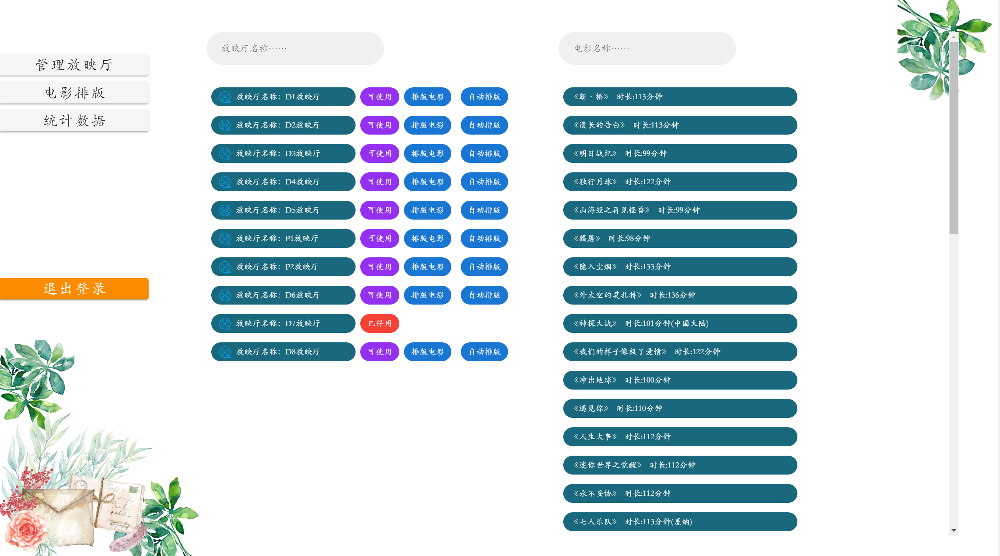 管理放映厅
电影排版
统计数据
退出登录
放映厅名称……
放映厅名称：D1放映厅 可使用 排版电影 自动排版
放映厅名称：D2放映厅 可使用 排版电影 自动排版
放映厅名称：D3放映厅 可使用 排版电影 自动排版
放映厅名称：D4放映厅 可使用 排版电影 自动排版
放映厅名称：D5放映厅 可使用 排版电影 自动排版
放映厅名称：P1放映厅 可使用 排版电影 自动排版
放映厅名称：P2放映厅 可使用 排版电影 自动排版
放映厅名称：D6放映厅 可使用 排版电影 自动排版
放映厅名称：D7放映厅 已停用
放映厅名称：D8放映厅 可使用 排版电影 自动排版
电影名称……
《断·桥》 时长:113分钟
《漫长的告白》 时长:113分钟
《明日战记》 时长:99分钟
《独行月球》 时长:122分钟
《山海经之再见怪兽》 时长:99分钟
《猎屠》 时长:98分钟
《隐入尘烟》 时长:133分钟
《外太空的莫扎特》 时长:136分钟
《神探大战》 时长:101分钟(中国大陆)
《我们的样子像极了爱情》 时长:122分钟
《冲出地球》 时长:100分钟
《遇见你》 时长:110分钟
《人生大事》 时长:112分钟
《迷你世界之觉醒》 时长:112分钟
《永不妥协》 时长:112分钟
《七人乐队》 时长:113分钟(戛纳)